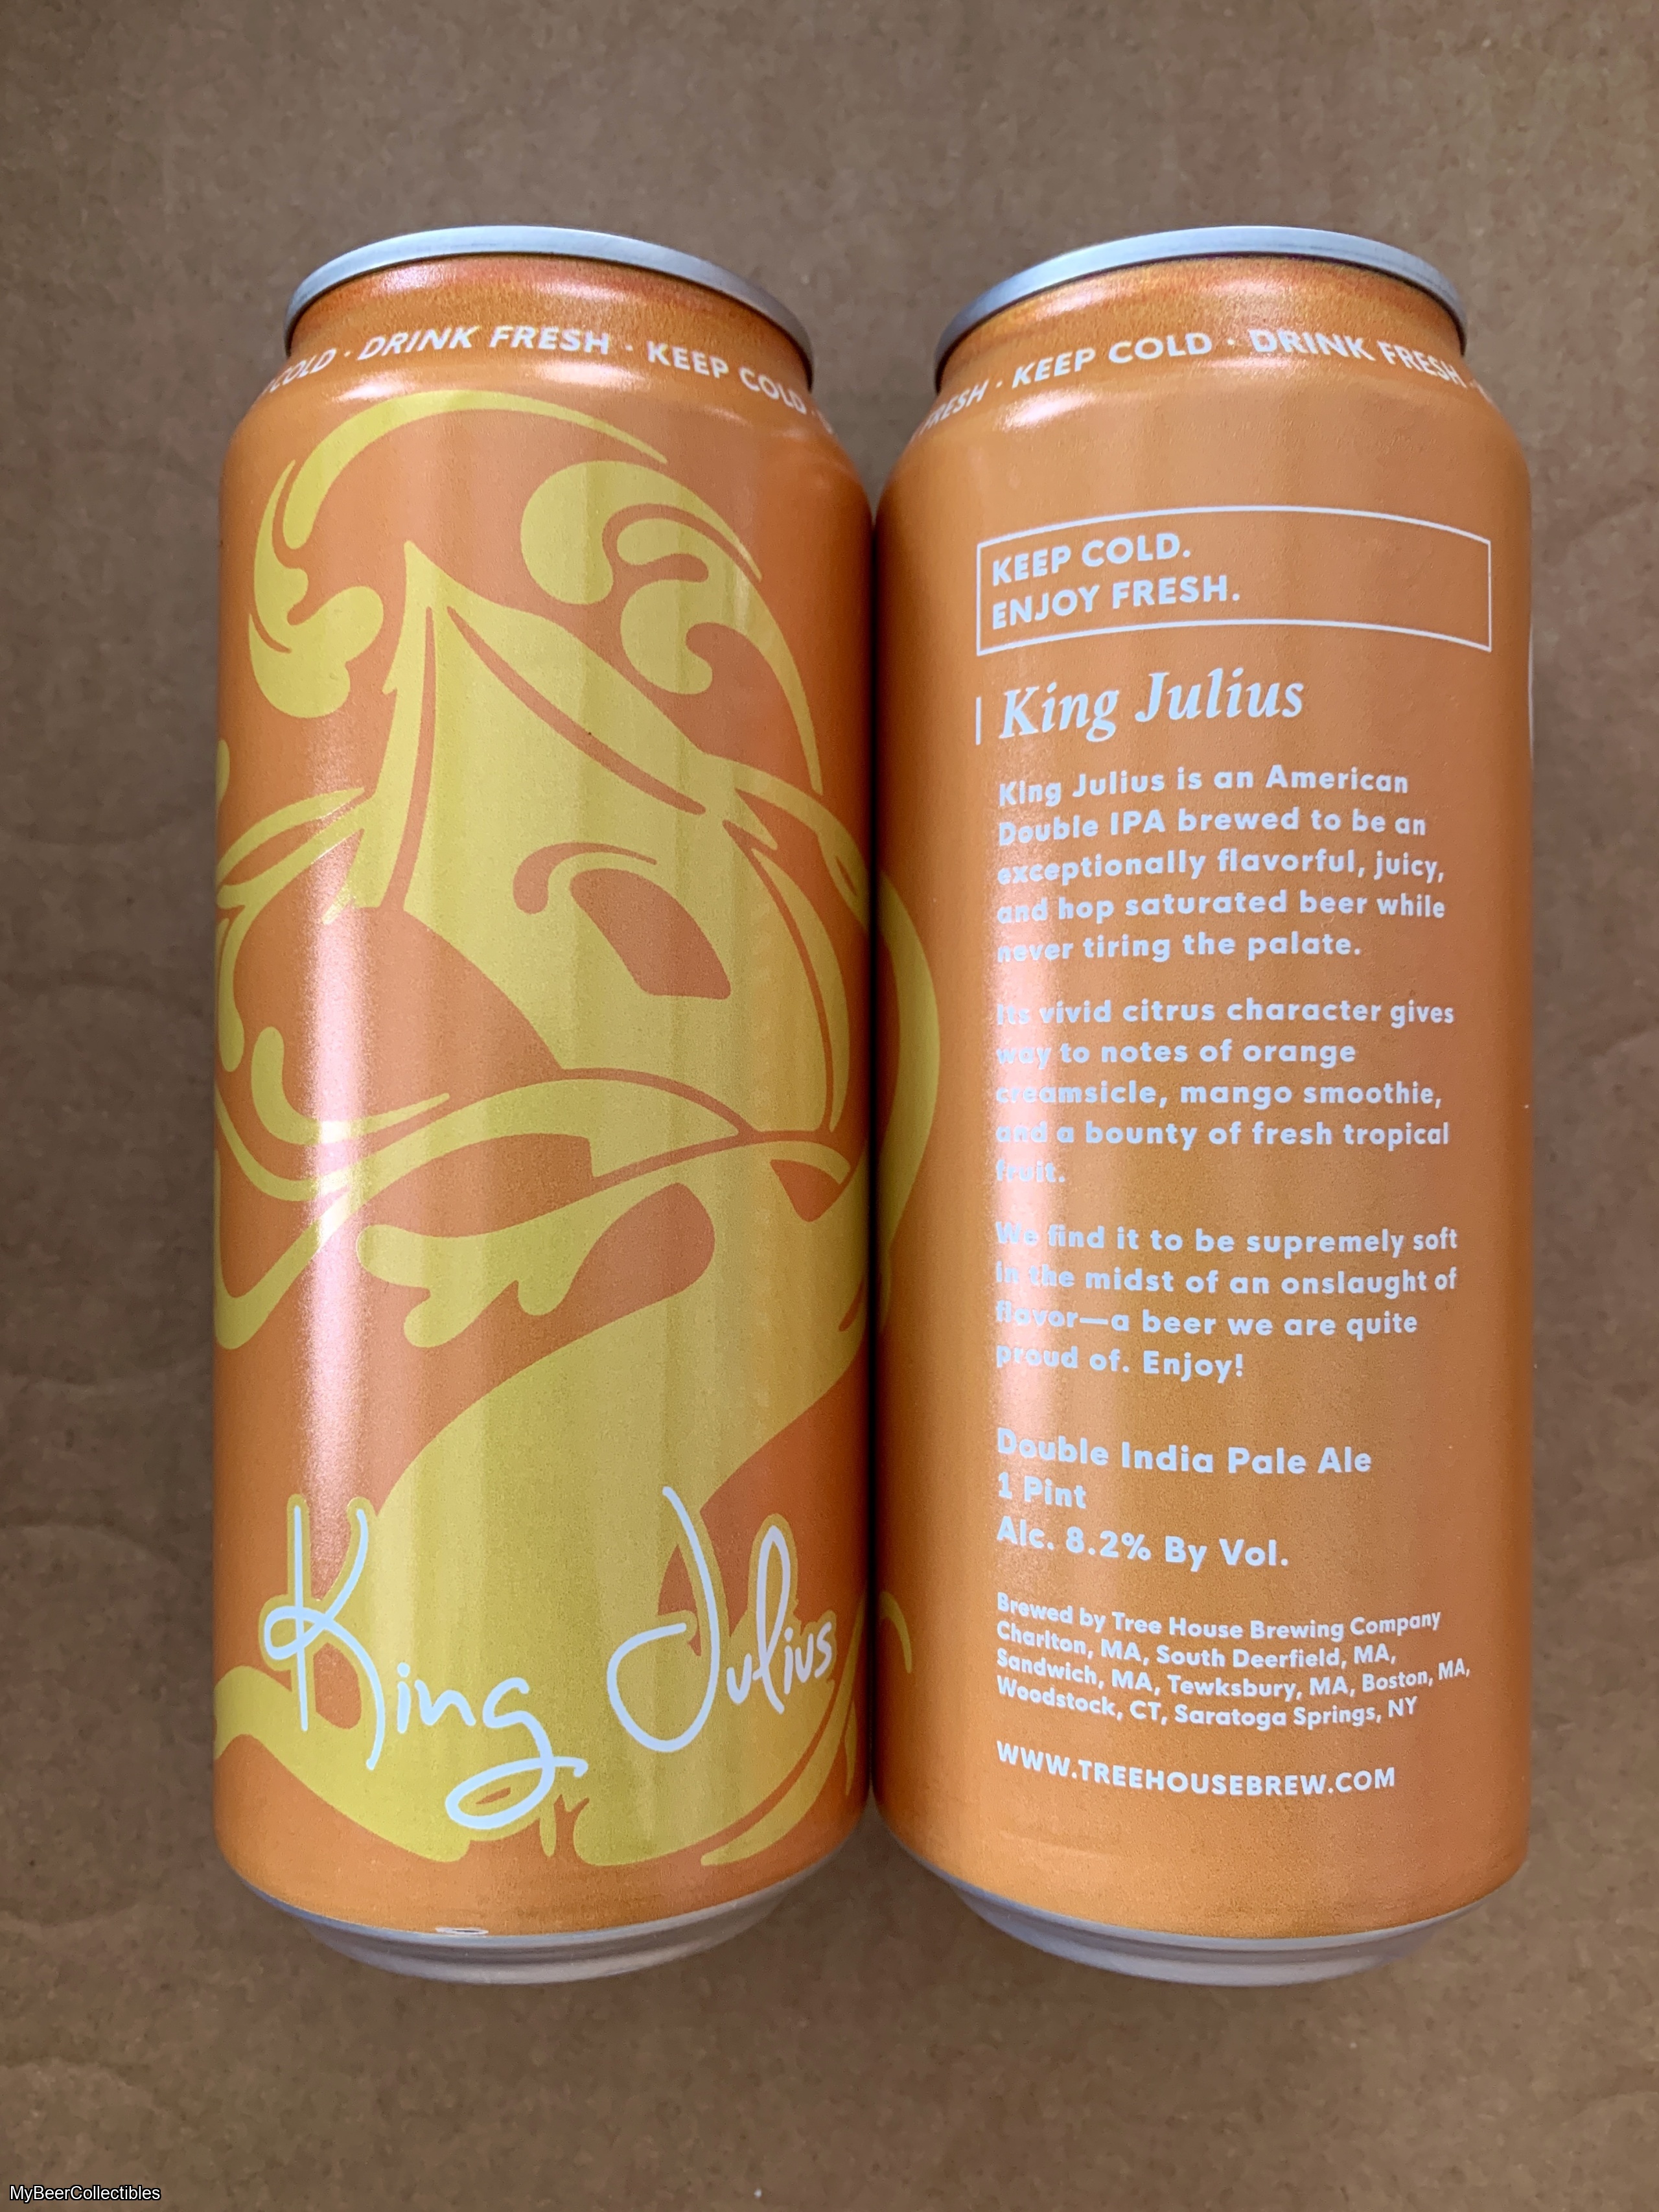 COLD · DRINK FRESH · KEEP COLD ·
King Julius
FRESH · KEEP COLD · DRINK FRESH ·
KEEP COLD.
ENJOY FRESH.
King Julius
King Julius is an American
Double IPA brewed to be an
exceptionally flavorful, juicy,
and hop saturated beer while
never tiring the palate.
Its vivid citrus character gives
way to notes of orange
creamsicle, mango smoothie,
and a bounty of fresh tropical
fruit.
We find it to be supremely soft
in the midst of an onslaught of
flavor—a beer we are quite
proud of. Enjoy!
Double India Pale Ale
1 Pint
Alc. 8.2% By Vol.
Brewed by Tree House Brewing Company
Charlton, MA, South Deerfield, MA,
Sandwich, MA, Tewksbury, MA, Boston, MA,
Woodstock, CT, Saratoga Springs, NY
WWW.TREEHOUSEBREW.COM
MyBeerCollectibles